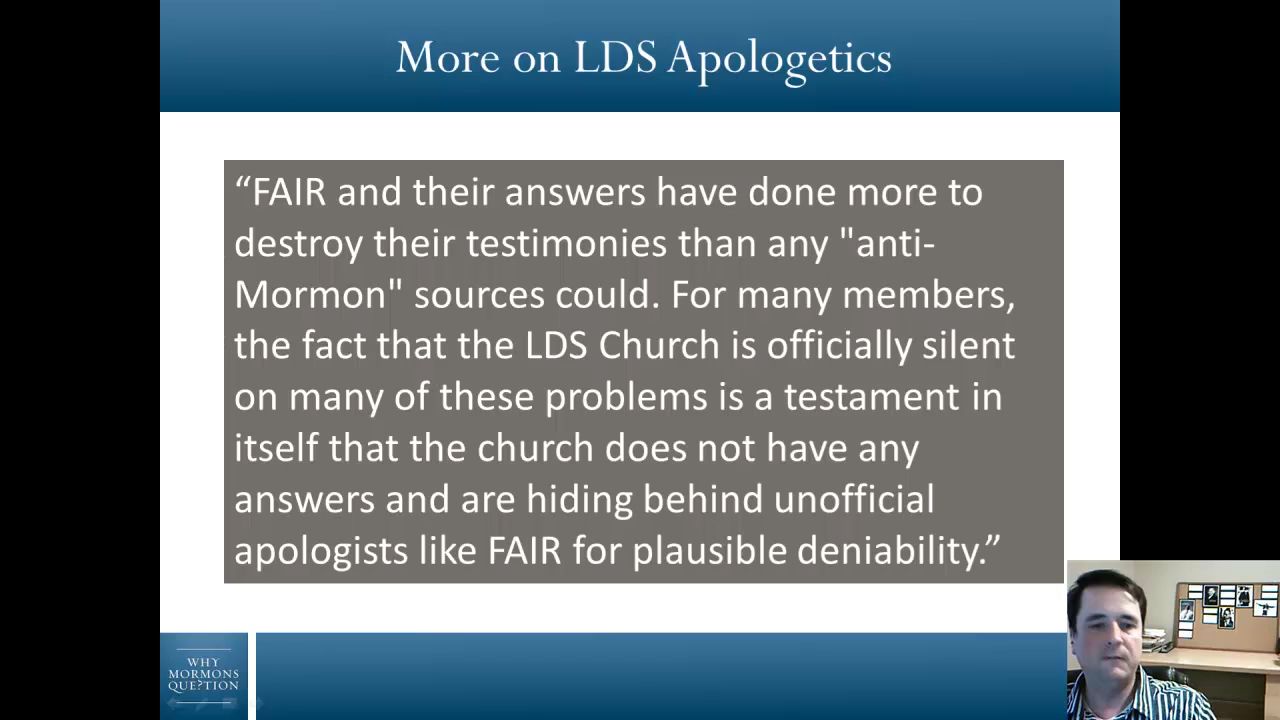 More on LDS Apologetics
“FAIR and their answers have done more to
destroy their testimonies than any "anti-
Mormon" sources could. For many members,
the fact that the LDS Church is officially silent
on many of these problems is a testament in
itself that the church does not have any
answers and are hiding behind unofficial
apologists like FAIR for plausible deniability.”
WHY
MORMONS
QUE?TION